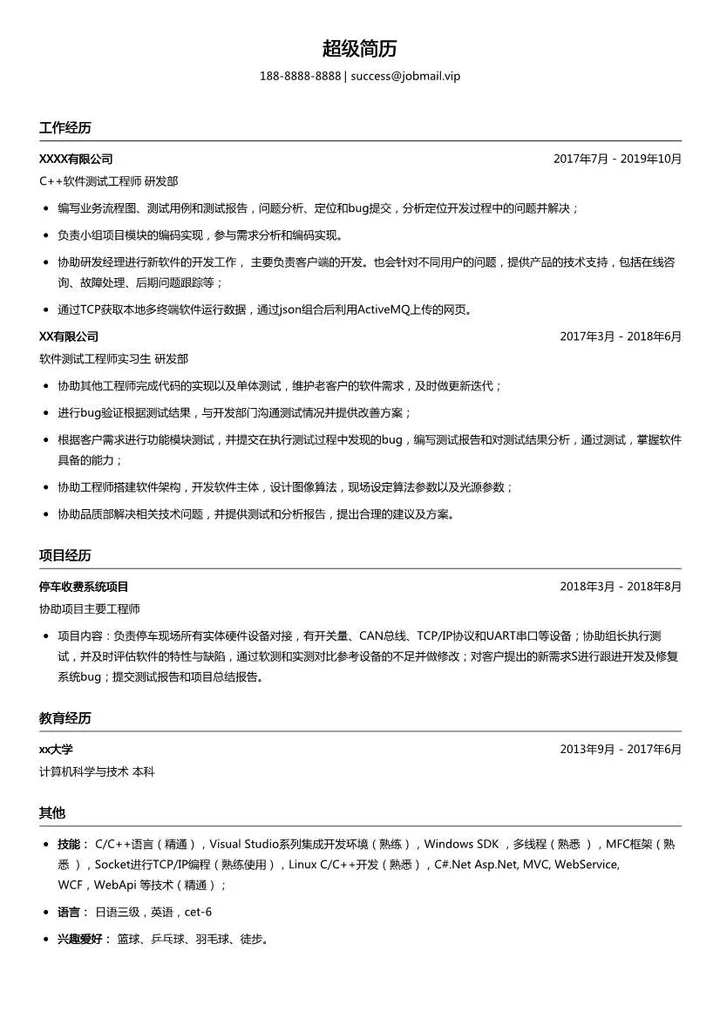 超级简历
188-8888-8888 | success@jobmail.vip
工作经历
XXXX有限公司 2017年7月 - 2019年10月
C++软件测试工程师 研发部
• 编写业务流程图、测试用例和测试报告，问题分析、定位和bug提交，分析定位开发过程中的问题并解决；
• 负责小组项目模块的编码实现，参与需求分析和编码实现。
• 协助研发经理进行新软件的开发工作， 主要负责客户端的开发。也会针对不同用户的问题，提供产品的技术支持，包括在线咨
询、故障处理、后期问题跟踪等；
• 通过TCP获取本地多终端软件运行数据，通过json组合后利用ActiveMQ上传的网页。
XX有限公司 2017年3月 - 2018年6月
软件测试工程师实习生 研发部
• 协助其他工程师完成代码的实现以及单体测试，维护老客户的软件需求，及时做更新迭代；
• 进行bug验证根据测试结果，与开发部门沟通测试情况并提供改善方案；
• 根据客户需求进行功能模块测试，并提交在执行测试过程中发现的bug，编写测试报告和对测试结果分析，通过测试，掌握软件
具备的能力；
• 协助工程师搭建软件架构，开发软件主体，设计图像算法，现场设定算法参数以及光源参数；
• 协助品质部解决相关技术问题，并提供测试和分析报告，提出合理的建议及方案。
项目经历
停车收费系统项目 2018年3月 - 2018年8月
协助项目主要工程师
• 项目内容：负责停车现场所有实体硬件设备对接，有开关量、CAN总线、TCP/IP协议和UART串口等设备；协助组长执行测
试，并及时评估软件的特性与缺陷，通过软测和实测对比参考设备的不足并做修改；对客户提出的新需求S进行跟进开发及修复
系统bug；提交测试报告和项目总结报告。
教育经历
xx大学 2013年9月 - 2017年6月
计算机科学与技术 本科
其他
• 技能： C/C++语言（精通），Visual Studio系列集成开发环境（熟练），Windows SDK ，多线程（熟悉 ），MFC框架（熟
悉 ），Socket进行TCP/IP编程（熟练使用），Linux C/C++开发（熟悉），C#.Net Asp.Net, MVC, WebService,
WCF，WebApi 等技术（精通）；
• 语言： 日语三级，英语，cet-6
• 兴趣爱好： 篮球、乒乓球、羽毛球、徒步。